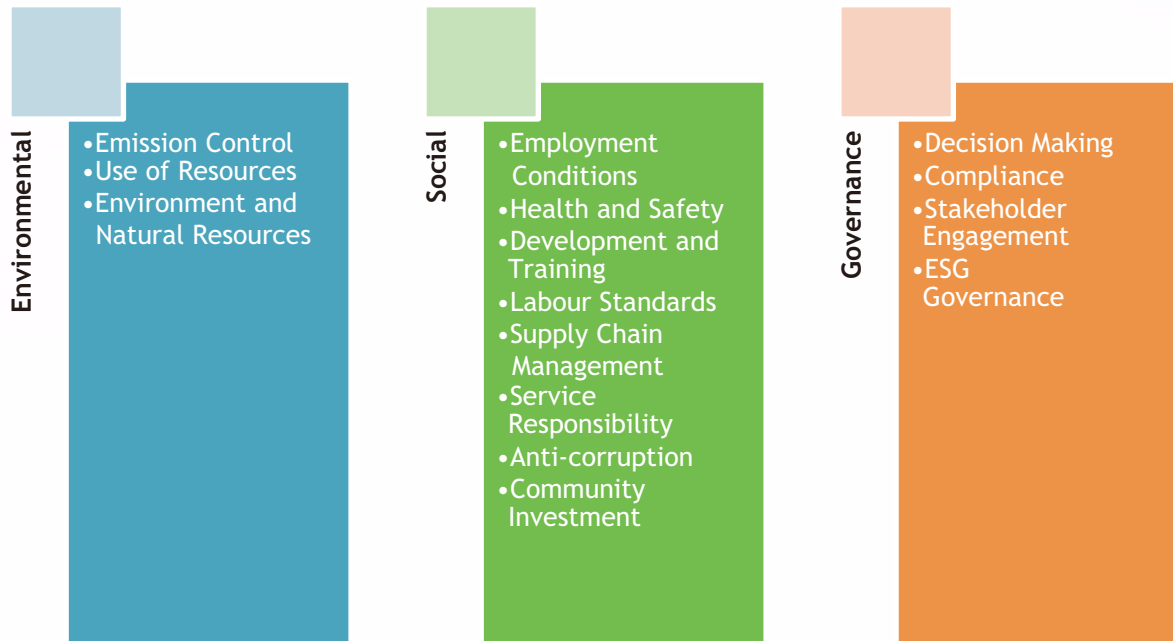 Environmental
•Emission Control
•Use of Resources
•Environment and
Natural Resources
Social
•Employment
Conditions
•Health and Safety
•Development and
Training
•Labour Standards
•Supply Chain
Management
•Service
Responsibility
•Anti-corruption
•Community
Investment
Governance
•Decision Making
•Compliance
•Stakeholder
Engagement
•ESG
Governance